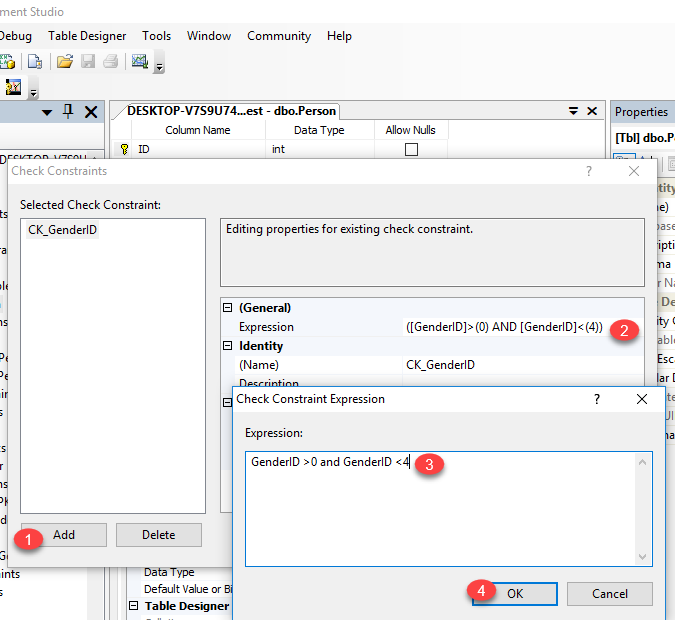 ment Studio
Debug Table Designer Tools Window Community Help
DESKTOP-V7S9U74...est - dbo.Person
Properties
Column Name Data Type Allow Nulls
[Tbl] dbo.P
ID int
DESKTOP-V7S9U
Check Constraints ?
Selected Check Constraint:
CK_GenderID
Editing properties for existing check constraint.
(General)
Expression ([GenderID]>(0) AND [GenderID]<(4)) 2
Identity
(Name) CK_GenderID
Description
Check Constraint Expression ?
Expression:
GenderID >0 and GenderID <4 3
1 Add Delete
Data Type
Default Value or Bi
4 OK Cancel
Table Designer